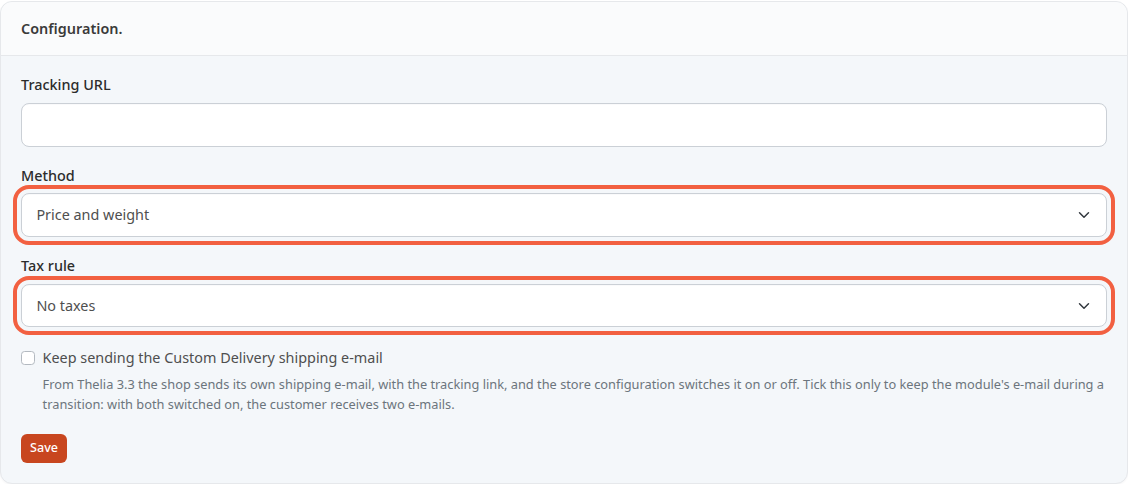 Configuration.
Tracking URL
Method
Price and weight
Tax rule
No taxes
Keep sending the Custom Delivery shipping e-mail
From Thelia 3.3 the shop sends its own shipping e-mail, with the tracking link, and the store configuration switches it on or off. Tick this only to keep the module's e-mail during a
transition: with both switched on, the customer receives two e-mails.
Save